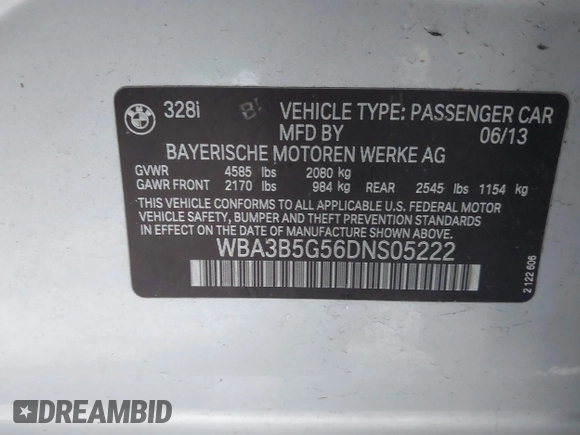 BMW
328i VEHICLE TYPE: PASSENGER CAR
MFD BY 06/13
BAYERISCHE MOTOREN WERKE AG
GVWR 4585 lbs 2080 kg
GAWR FRONT 2170 lbs 984 kg REAR 2545 lbs 1154 kg
THIS VEHICLE CONFORMS TO ALL APPLICABLE U.S. FEDERAL MOTOR
VEHICLE SAFETY, BUMPER AND THEFT PREVENTION STANDARDS
IN EFFECT ON THE DATE OF MANUFACTURE SHOWN ABOVE.
WBA3B5G56DNS05222
2 122 606
DREAMBID